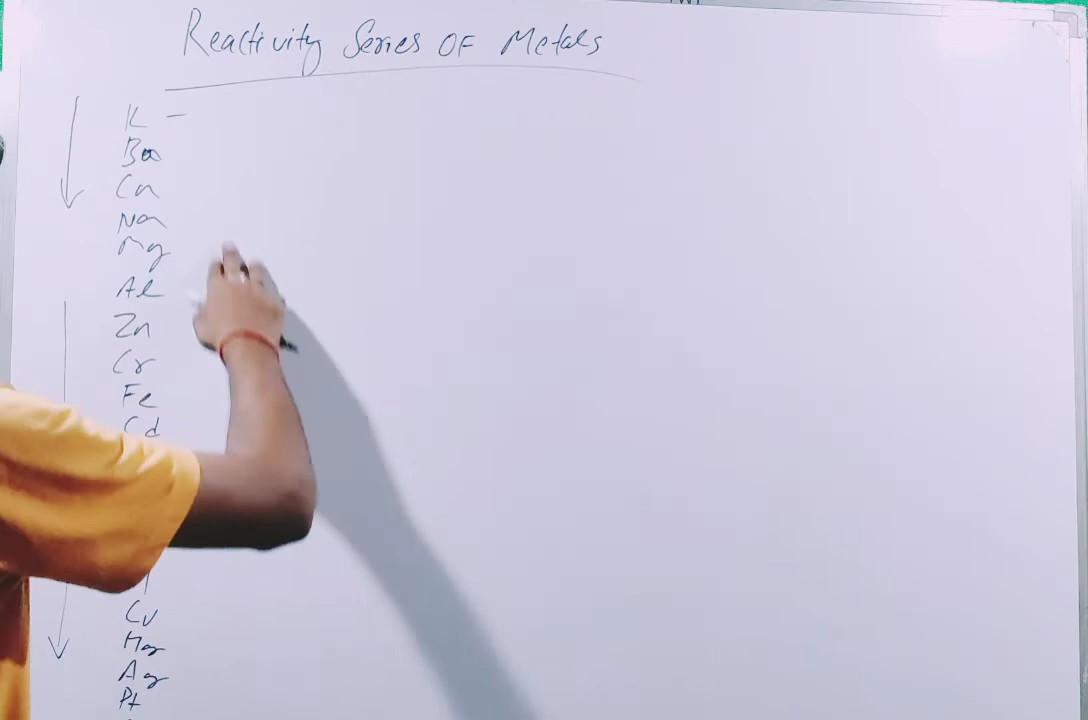 Reactivity Series OF Metals
K -
Ba
Ca
Na
Mg
Al
Zn
Cr
Fe
Cd
Cu
Hg
Ag
Pt